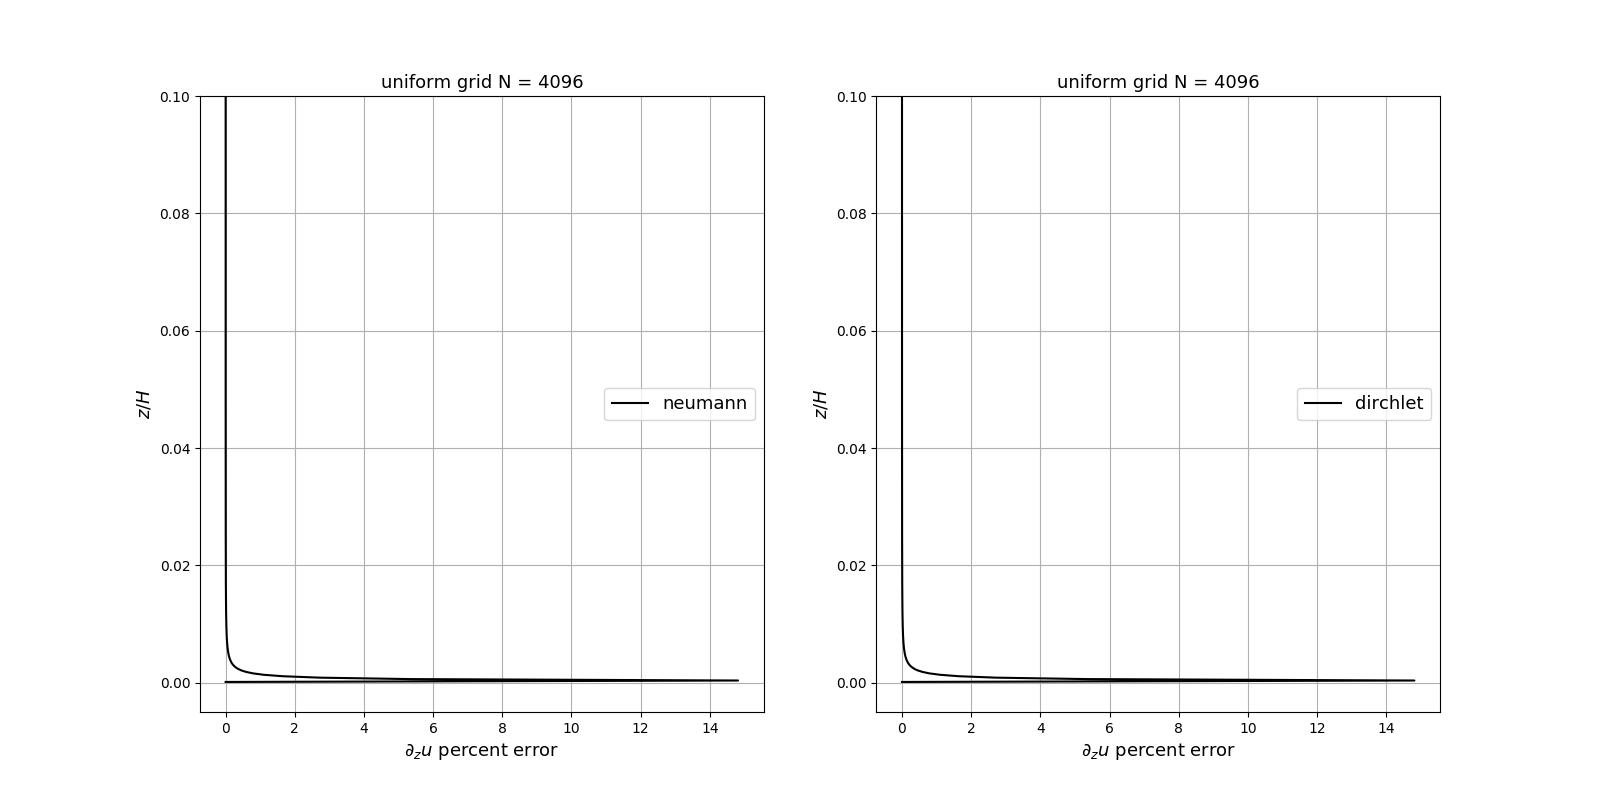 uniform grid N = 4096
0.10
0.08
0.06
0.04
0.02
0.00
z/H
neumann
0 2 4 6 8 10 12 14
∂zu percent error
uniform grid N = 4096
0.10
0.08
0.06
0.04
0.02
0.00
z/H
dirchlet
0 2 4 6 8 10 12 14
∂zu percent error